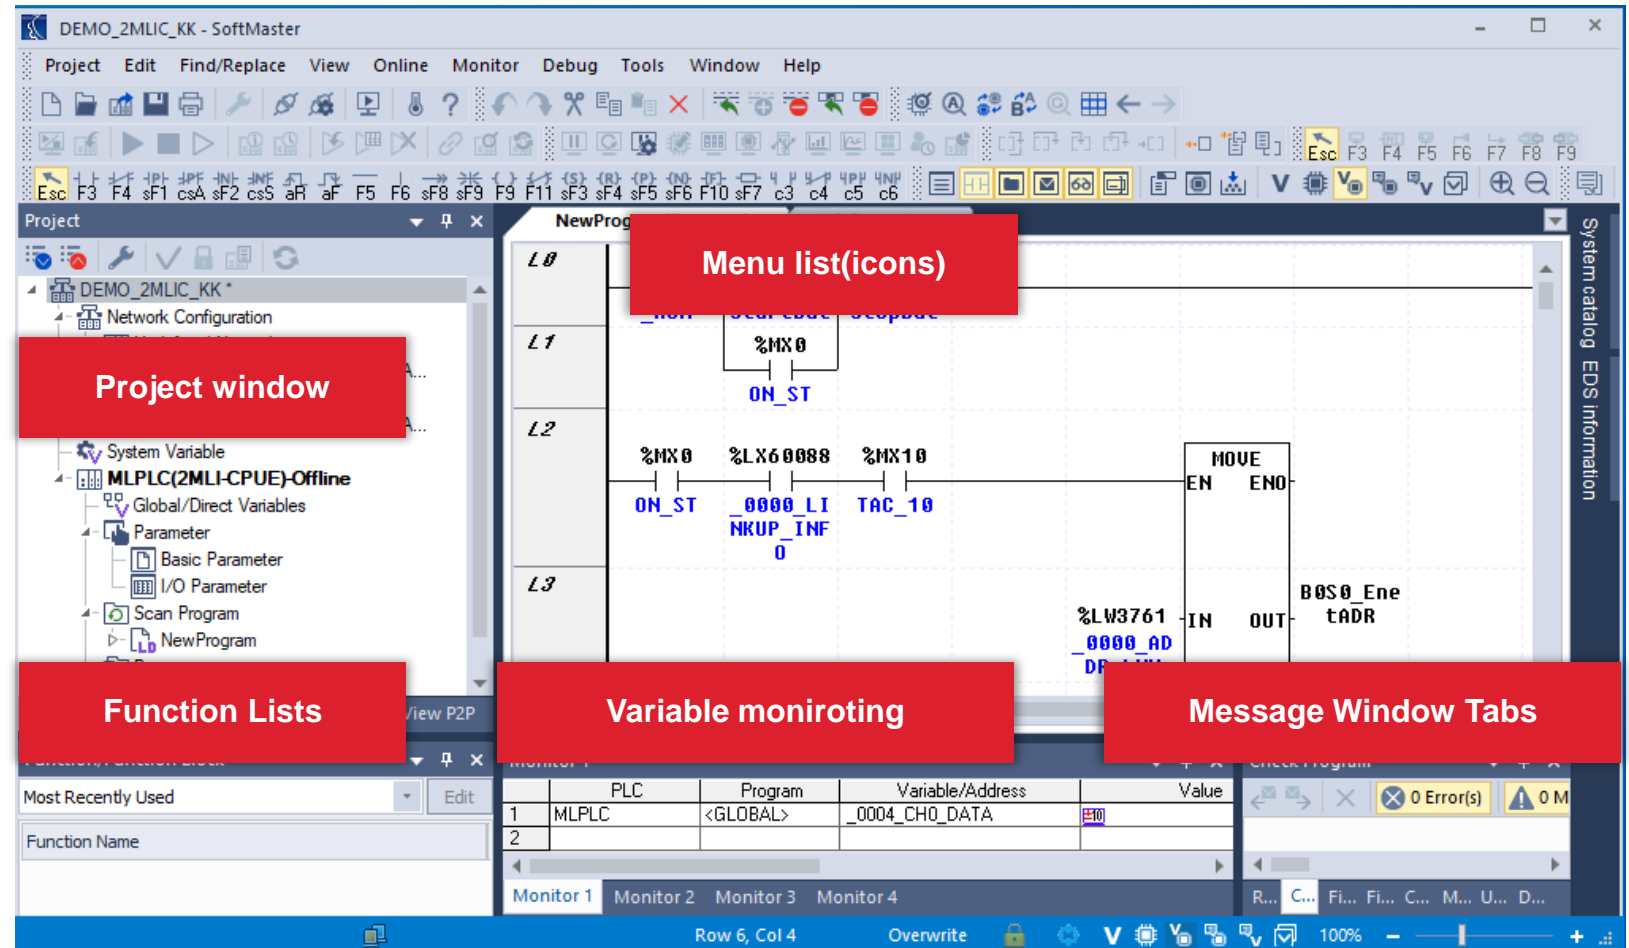 DEMO_2MLIC_KK - SoftMaster
Project Edit Find/Replace View Online Monitor Debug Tools Window Help
Esc F3 F4 F5 F6 F7 F8 F9
Esc F3 F4 sF1 csA sF2 csS aR aF F5 F6 sF8 sF9 F9 F11 sF3 sF4 sF5 sF6 F10 sF7 c3 c4 c5 c6
Project
NewProg
Menu list(icons)
System catalog
EDS information
DEMO_2MLIC_KK *
Network Configuration
Project window
A...
A...
System Variable
MLPLC(2MLI-CPUE)-Offline
Global/Direct Variables
Parameter
Basic Parameter
I/O Parameter
Scan Program
NewProgram
L0
L1
%MX0
ON_ST
L2
%MX0 %LX60088 %MX10
ON_ST _0000_LI TAC_10
NKUP_INF
O
MOVE
EN ENO
L3
%LW3761 IN OUT
_0000_AD
B0S0_Ene
tADR
Function Lists
View P2P
Variable moniroting
Message Window Tabs
Monitor 1
Check Program
Most Recently Used Edit
Function Name
PLC Program Variable/Address Value
1 MLPLC <GLOBAL> _0004_CH0_DATA
2
0 Error(s) 0 M
Monitor 1 Monitor 2 Monitor 3 Monitor 4
R... C... Fi... Fi... C... M... U... D...
Row 6, Col 4 Overwrite 100%